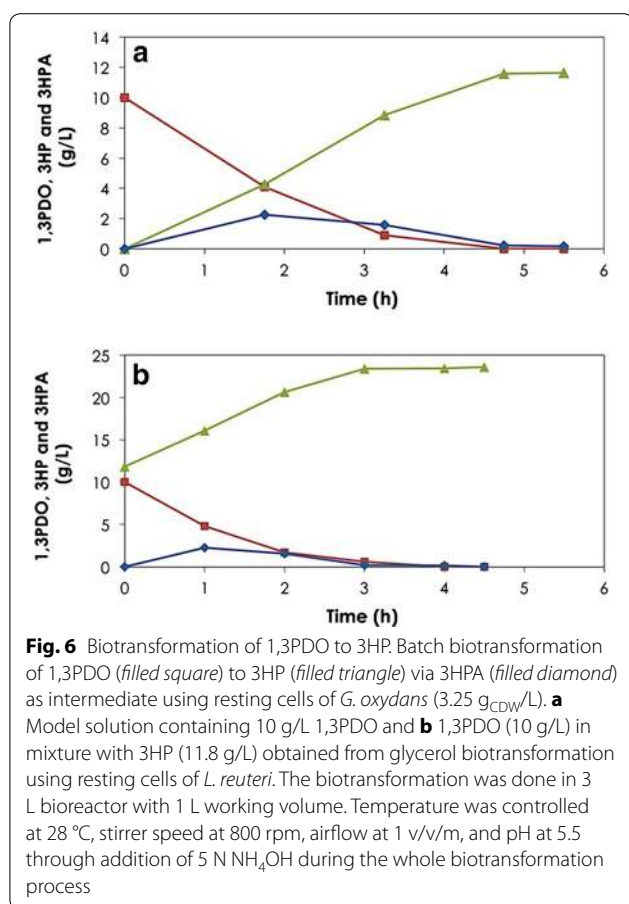 a
14
12
10
8
6
4
2
0
1,3PDO, 3HP and 3HPA
(g/L)
0 1 2 3 4 5 6
Time (h)
b
25
20
15
10
5
0
1,3PDO, 3HP and 3HPA
(g/L)
0 1 2 3 4 5 6
Time (h)
Fig. 6 Biotransformation of 1,3PDO to 3HP. Batch biotransformation
of 1,3PDO (filled square) to 3HP (filled triangle) via 3HPA (filled diamond)
as intermediate using resting cells of G. oxydans (3.25 gCDW/L). a
Model solution containing 10 g/L 1,3PDO and b 1,3PDO (10 g/L) in
mixture with 3HP (11.8 g/L) obtained from glycerol biotransformation
using resting cells of L. reuteri. The biotransformation was done in 3
L bioreactor with 1 L working volume. Temperature was controlled
at 28 °C, stirrer speed at 800 rpm, airflow at 1 v/v/m, and pH at 5.5
through addition of 5 N NH4OH during the whole biotransformation
process